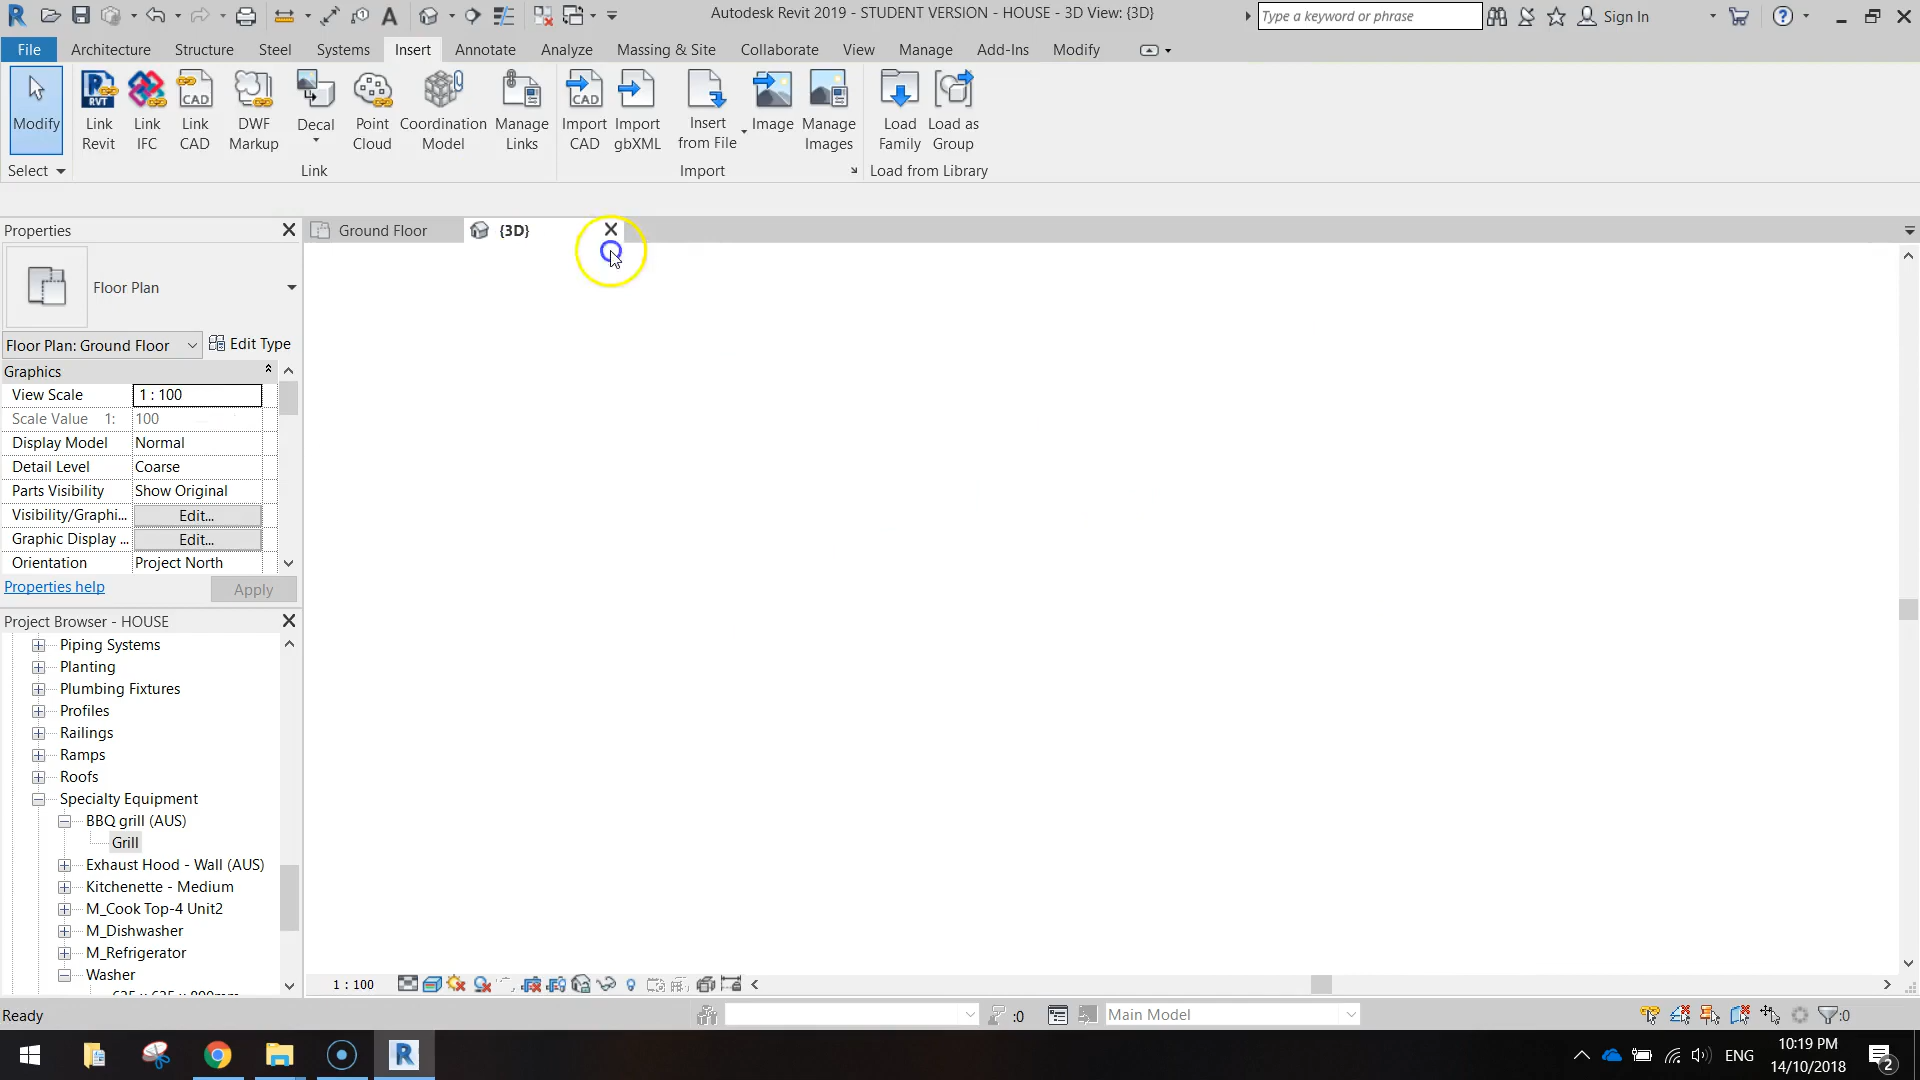 Autodesk Revit 2019 - STUDENT VERSION - HOUSE - 3D View: {3D}
Type a keyword or phrase
Sign In
File Architecture Structure Steel Systems Insert Annotate Analyze Massing & Site Collaborate View Manage Add-Ins Modify
Modify
Link Revit
Link IFC
Link CAD
DWF Markup
Decal
Point Cloud
Coordination Model
Manage Links
Import CAD
Import gbXML
Insert from File
Image
Manage Images
Load Family
Load as Group
Select
Link
Import
Load from Library
Properties
Ground Floor
{3D}
Floor Plan
Floor Plan: Ground Floor
Edit Type
Graphics
View Scale 1 : 100
Scale Value 1: 100
Display Model Normal
Detail Level Coarse
Parts Visibility Show Original
Visibility/Graphi... Edit...
Graphic Display ... Edit...
Orientation Project North
Properties help Apply
Project Browser - HOUSE
Piping Systems
Planting
Plumbing Fixtures
Profiles
Railings
Ramps
Roofs
Specialty Equipment
BBQ grill (AUS)
Grill
Exhaust Hood - Wall (AUS)
Kitchenette - Medium
M_Cook Top-4 Unit2
M_Dishwasher
M_Refrigerator
Washer
1 : 100
Ready
:0
Main Model
:0
ENG
10:19 PM
14/10/2018
2